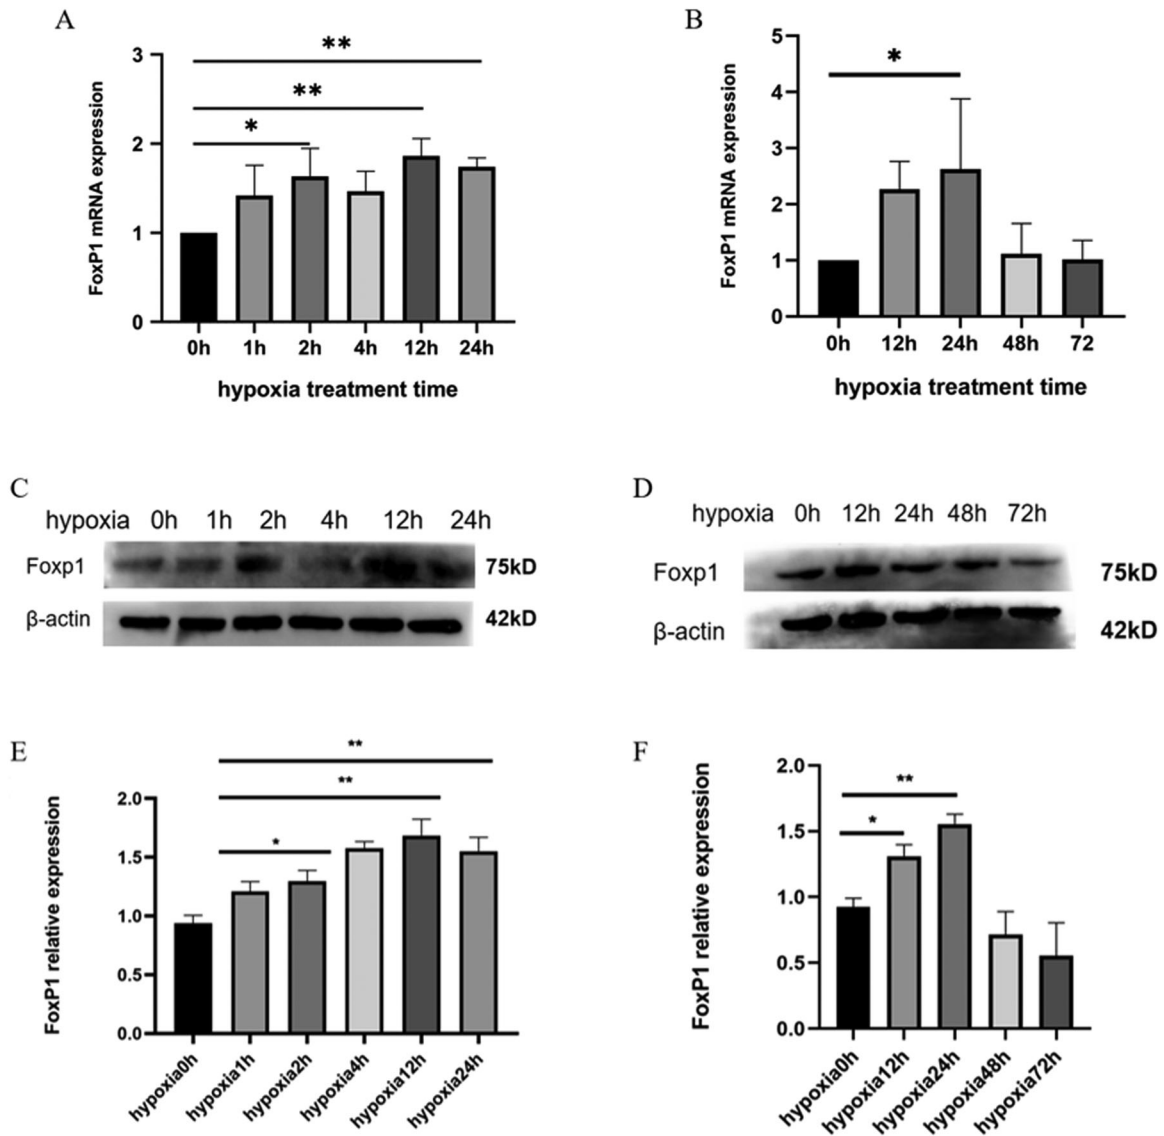 A
**
**
*
3
2
1
0
FoxP1 mRNA expression
0h 1h 2h 4h 12h 24h
hypoxia treatment time
B
*
5
4
3
2
1
0
FoxP1 mRNA expression
0h 12h 24h 48h 72
hypoxia treatment time
C
hypoxia 0h 1h 2h 4h 12h 24h
Foxp1 75kD
β-actin 42kD
D
hypoxia 0h 12h 24h 48h 72h
Foxp1 75kD
β-actin 42kD
E
**
**
*
2.0
1.5
1.0
0.5
0.0
FoxP1 relative expression
hypoxia0h hypoxia1h hypoxia2h hypoxia4h hypoxia12h hypoxia24h
F
**
*
2.0
1.5
1.0
0.5
0.0
FoxP1 relative expression
hypoxia0h hypoxia12h hypoxia24h hypoxia48h hypoxia72h